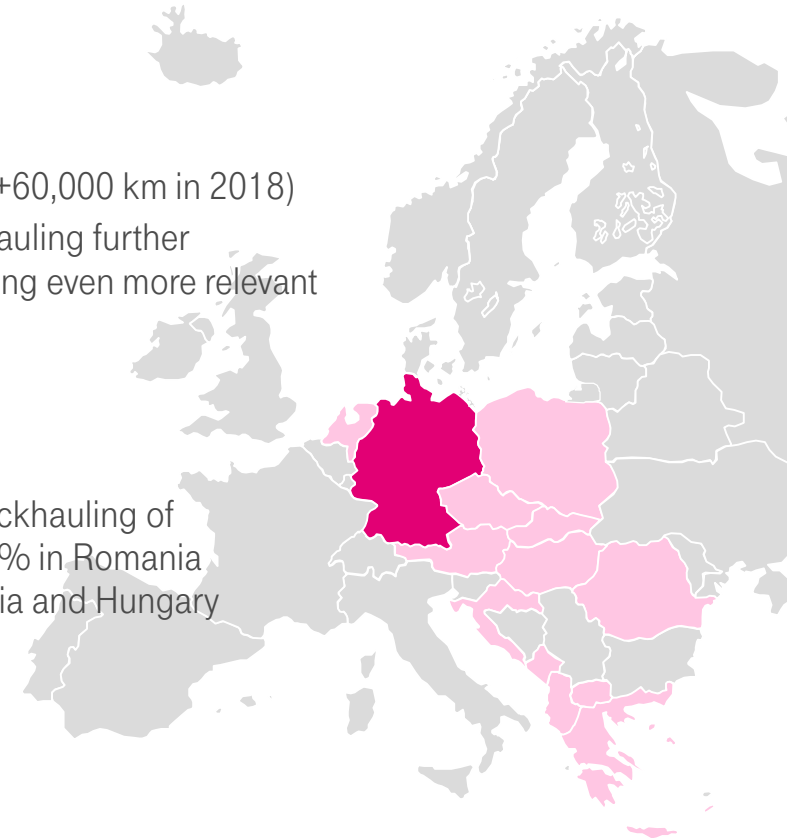 +60,000 km in 2018)
auling further
ng even more relevant
ckhauling of
% in Romania
ia and Hungary